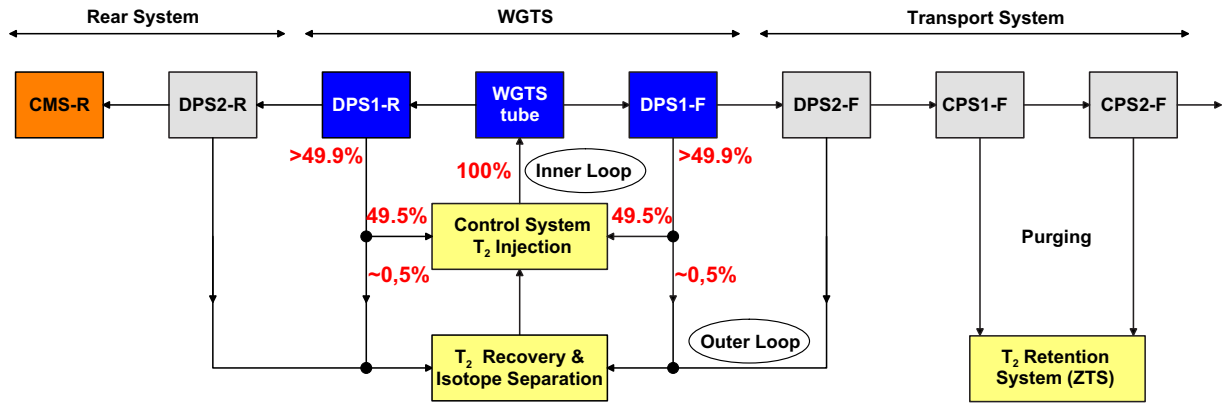 Rear System
WGTS
Transport System
CMS-R
DPS2-R
DPS1-R
WGTS
tube
DPS1-F
DPS2-F
CPS1-F
CPS2-F
>49.9%
100%
Inner Loop
>49.9%
49.5%
Control System
T₂ Injection
49.5%
Purging
~0,5%
~0,5%
Outer Loop
T₂ Recovery &
Isotope Separation
T₂ Retention
System (ZTS)